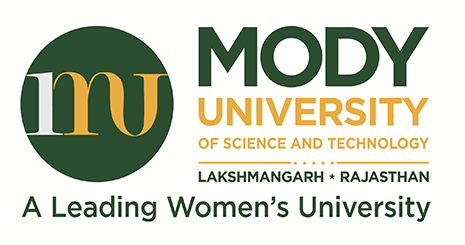 mu
MODY
UNIVERSITY
OF SCIENCE AND TECHNOLOGY
LAKSHMANGARH * RAJASTHAN
A Leading Women's University